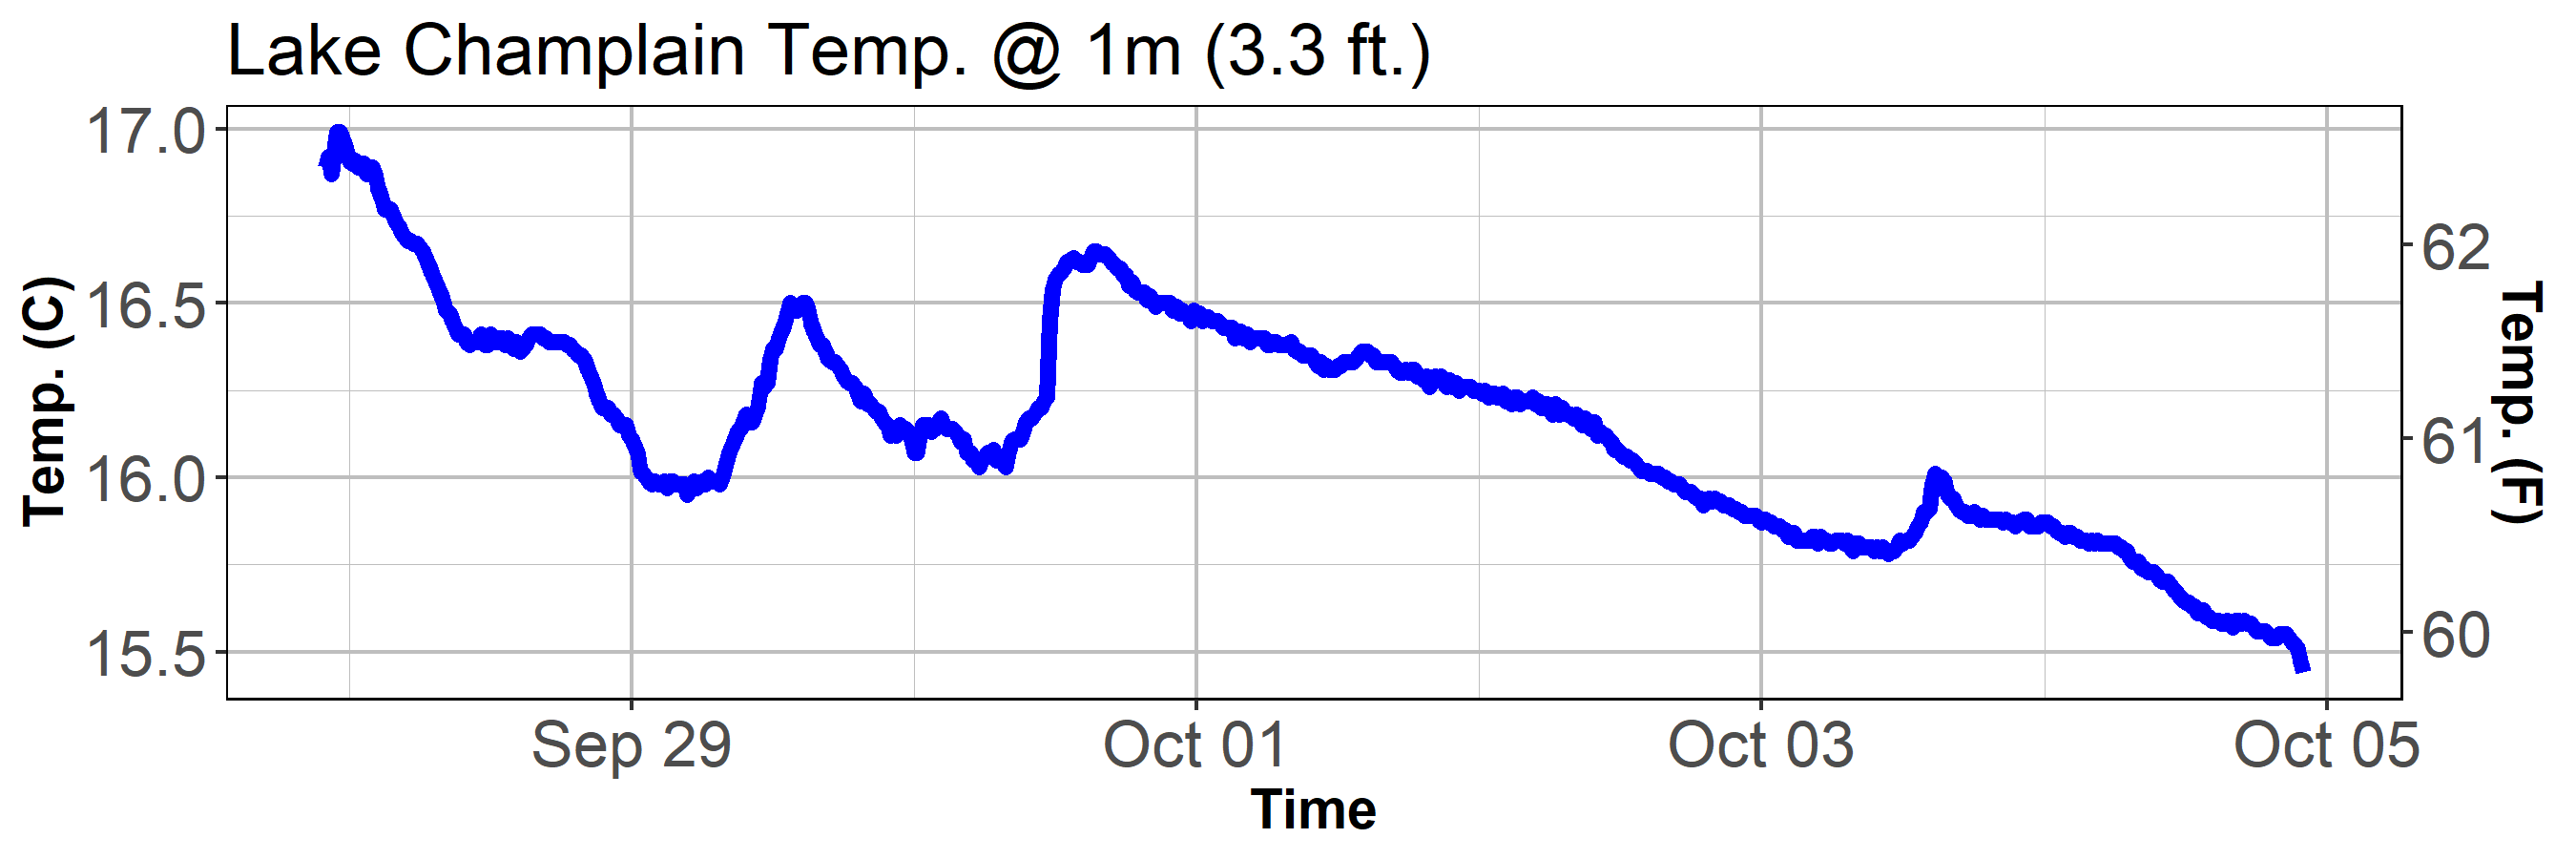 Lake Champlain Temp. @ 1m (3.3 ft.)
Temp. (C)
17.0
16.5
16.0
15.5
62
61
60
Temp. (F)
Sep 29 Oct 01 Oct 03 Oct 05
Time